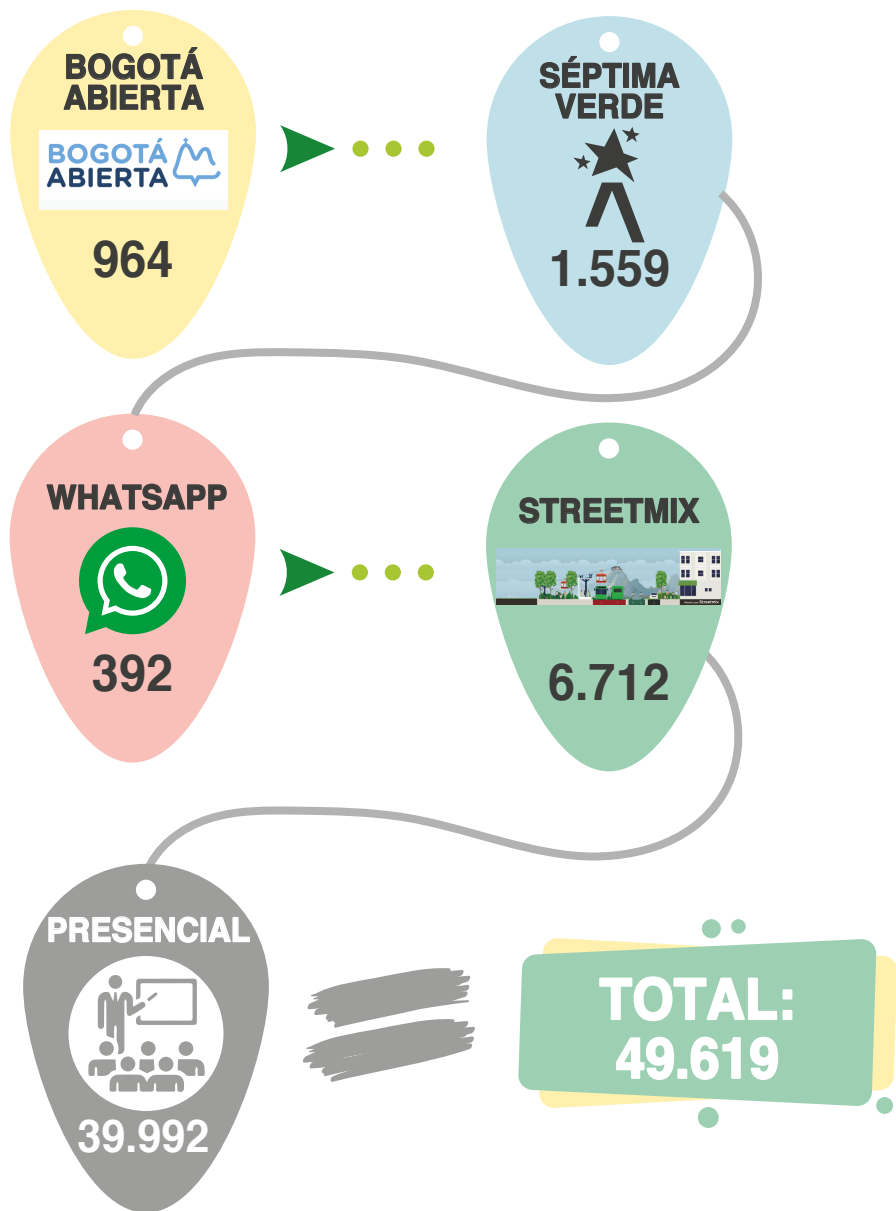 BOGOTÁ
ABIERTA
BOGOTÁ
ABIERTA
964
SÉPTIMA
VERDE
1.559
WHATSAPP
392
STREETMIX
Streetmix
6.712
PRESENCIAL
39.992
TOTAL:
49.619